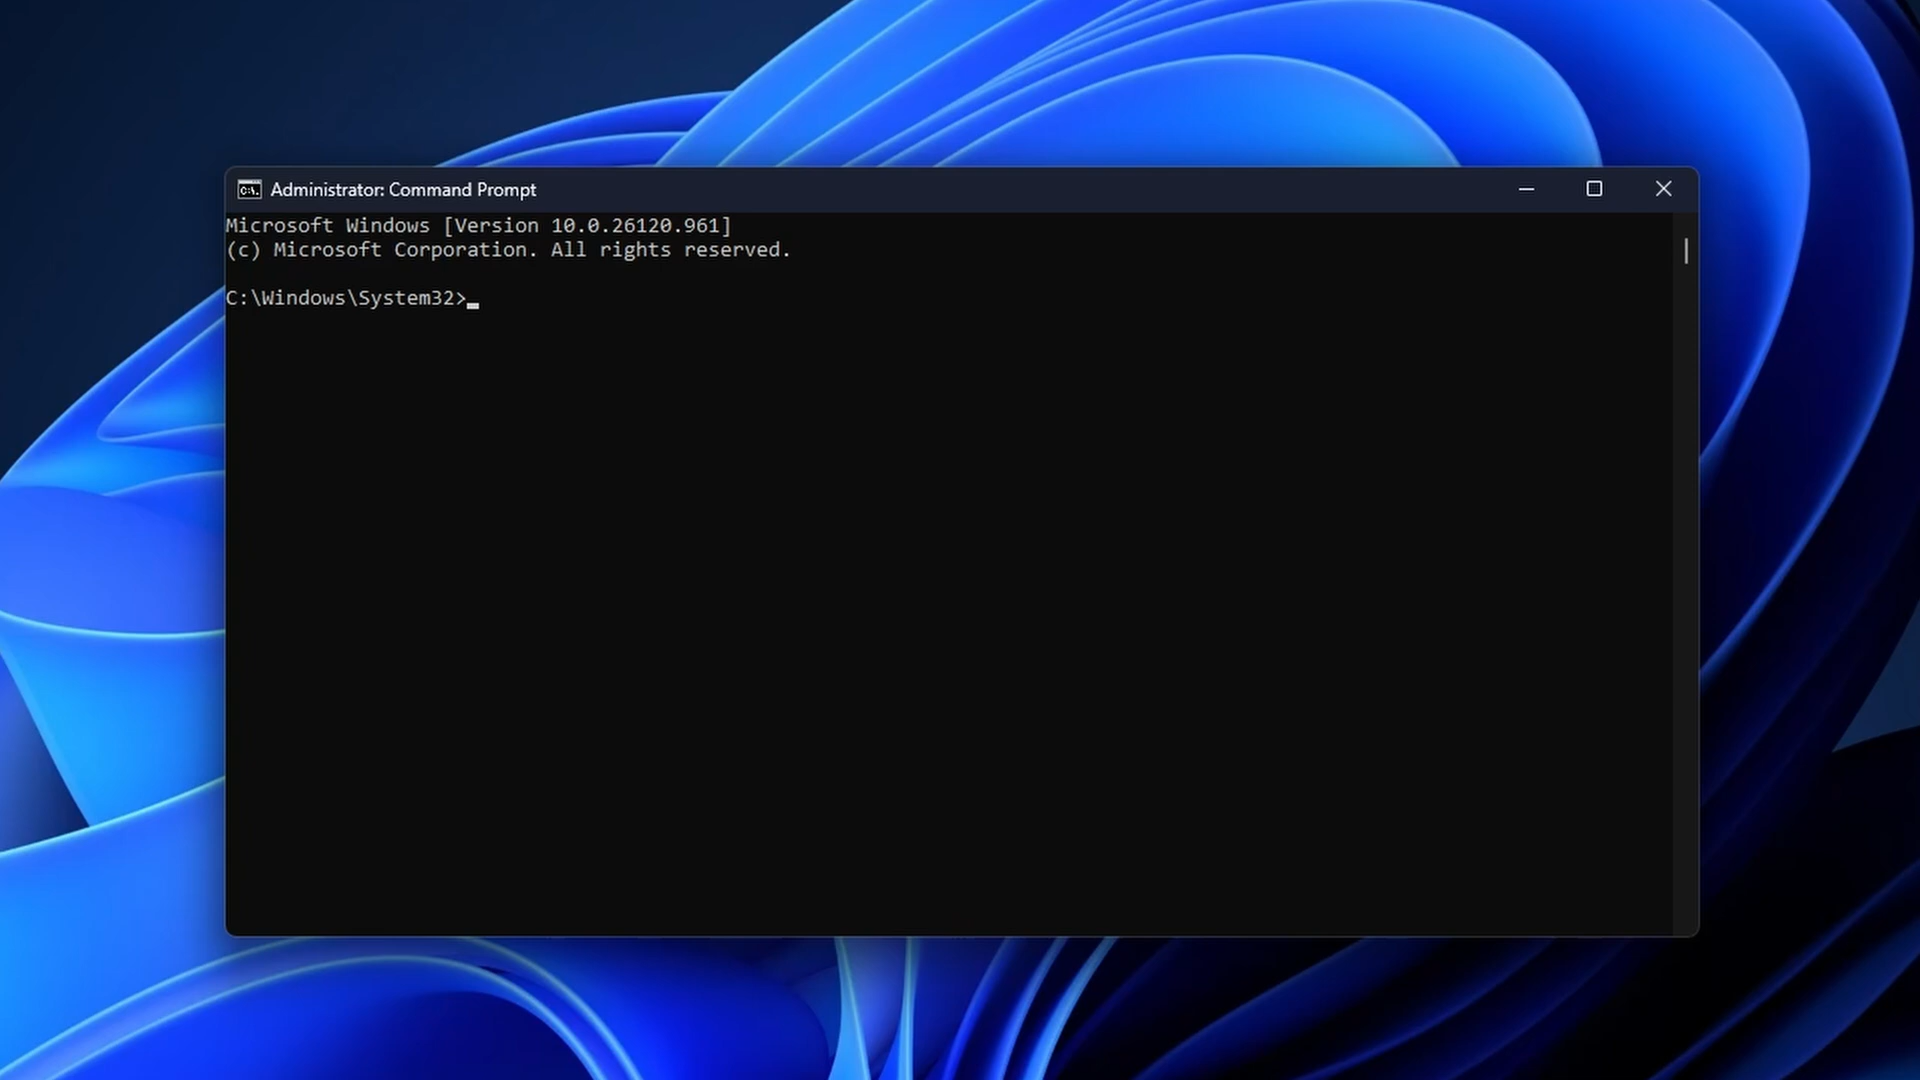 Administrator: Command Prompt
Microsoft Windows [Version 10.0.26120.961]
(c) Microsoft Corporation. All rights reserved.
C:\Windows\System32>